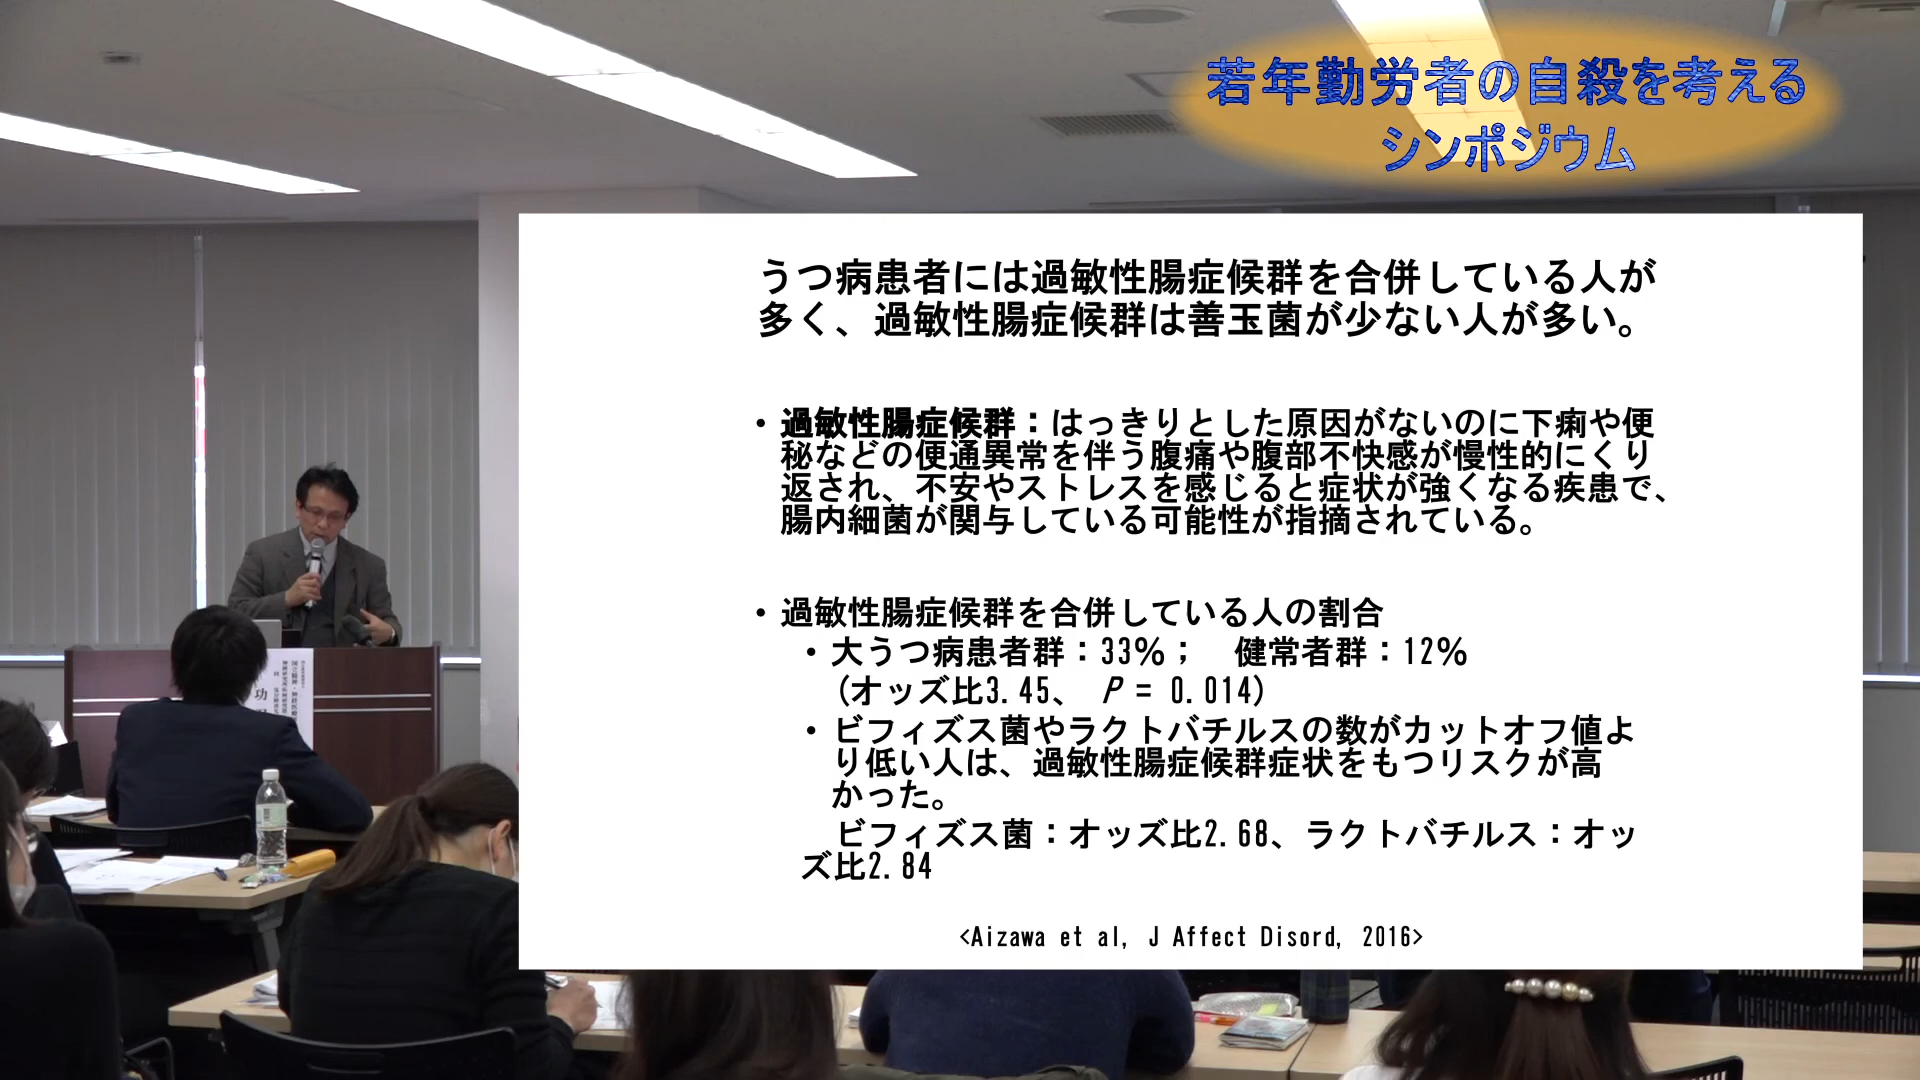 若年勤労者の自殺を考える
シンポジウム
うつ病患者には過敏性腸症候群を合併している人が
多く、過敏性腸症候群は善玉菌が少ない人が多い。
・過敏性腸症候群：はっきりとした原因がないのに下痢や便
秘などの便通異常を伴う腹痛や腹部不快感が慢性的にくり
返され、不安やストレスを感じると症状が強くなる疾患で、
腸内細菌が関与している可能性が指摘されている。
・過敏性腸症候群を合併している人の割合
・大うつ病患者群：33%；　健常者群：12%
(オッズ比3.45、 P = 0.014)
・ビフィズス菌やラクトバチルスの数がカットオフ値よ
り低い人は、過敏性腸症候群症状をもつリスクが高
かった。
ビフィズス菌：オッズ比2.68、ラクトバチルス：オッ
ズ比2.84
<Aizawa et al, J Affect Disord, 2016>
功